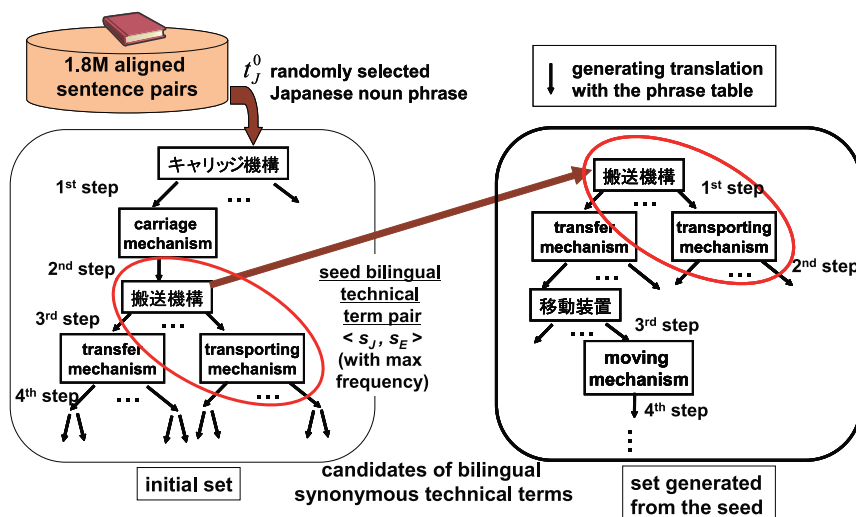 1.8M aligned
sentence pairs
t_J^0 randomly selected
Japanese noun phrase
キャリッジ機構
1st step
...
carriage
mechanism
2nd step
搬送機構
3rd step
...
transfer
mechanism
transporting
mechanism
4th step
...
...
initial set
seed bilingual
technical
term pair
< s_J, s_E >
(with max
frequency)
candidates of bilingual
synonymous technical terms
generating translation
with the phrase table
搬送機構
1st step
...
transfer
mechanism
transporting
mechanism
...
...
2nd step
移動装置
...
3rd step
moving
mechanism
4th step
...
set generated
from the seed